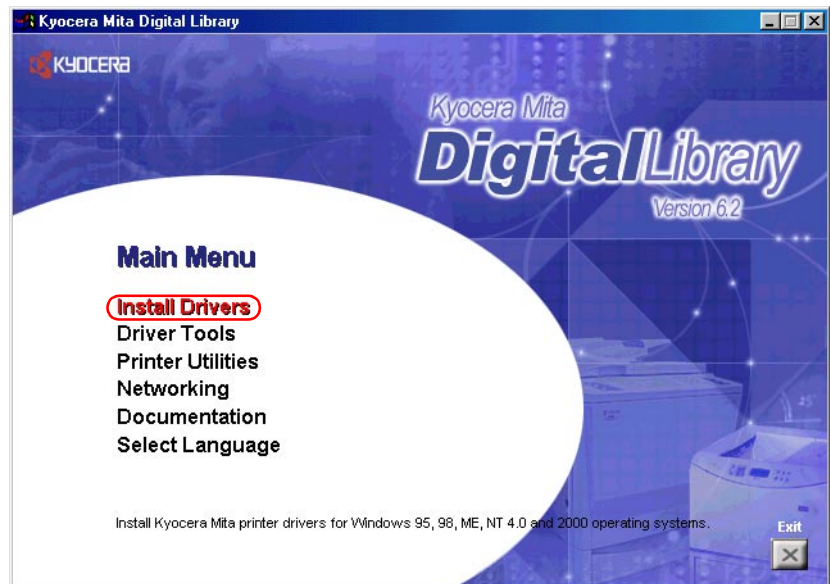 Kyocera Mita Digital Library
KYOCERA
Kyocera Mita
DigitalLibrary
Version 6.2
Main Menu
Install Drivers
Driver Tools
Printer Utilities
Networking
Documentation
Select Language
Install Kyocera Mita printer drivers for Windows 95, 98, ME, NT 4.0 and 2000 operating systems.
Exit